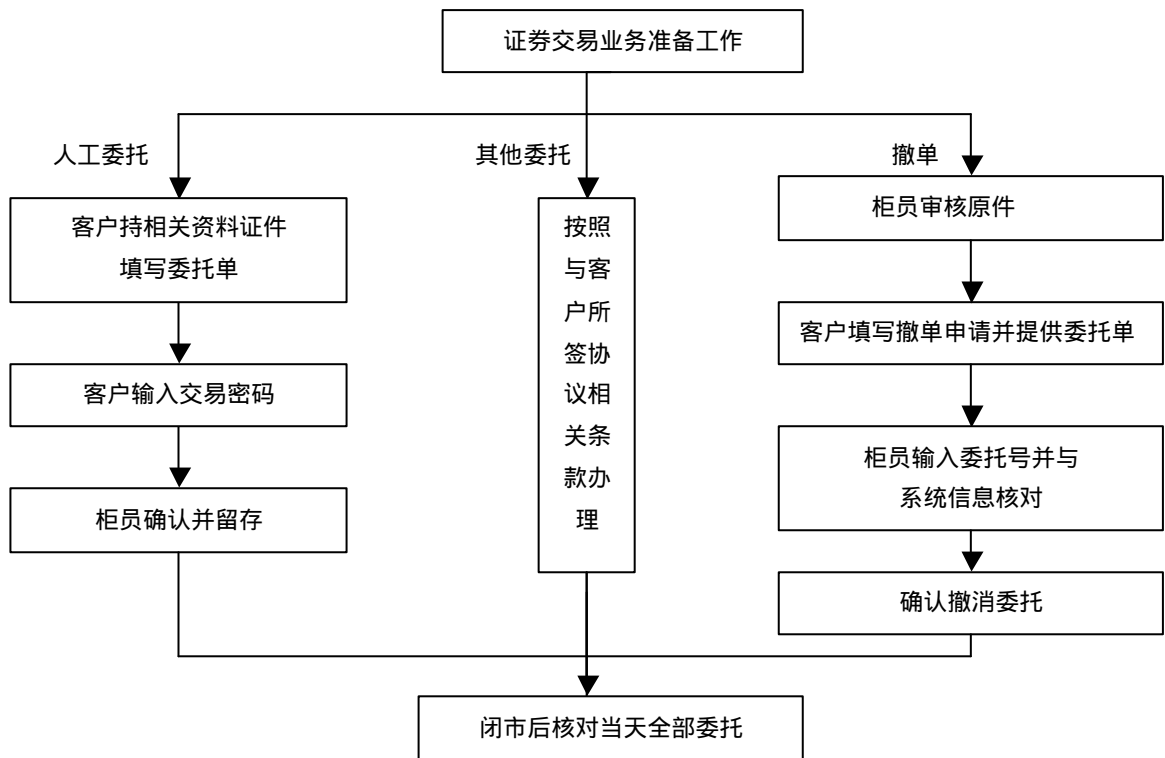 证券交易业务准备工作
人工委托
其他委托
撤单
客户持相关资料证件
填写委托单
客户输入交易密码
柜员确认并留存
按照
与客
户所
签协
议相
关条
款办
理
柜员审核原件
客户填写撤单申请并提供委托单
柜员输入委托号并与
系统信息核对
确认撤消委托
闭市后核对当天全部委托